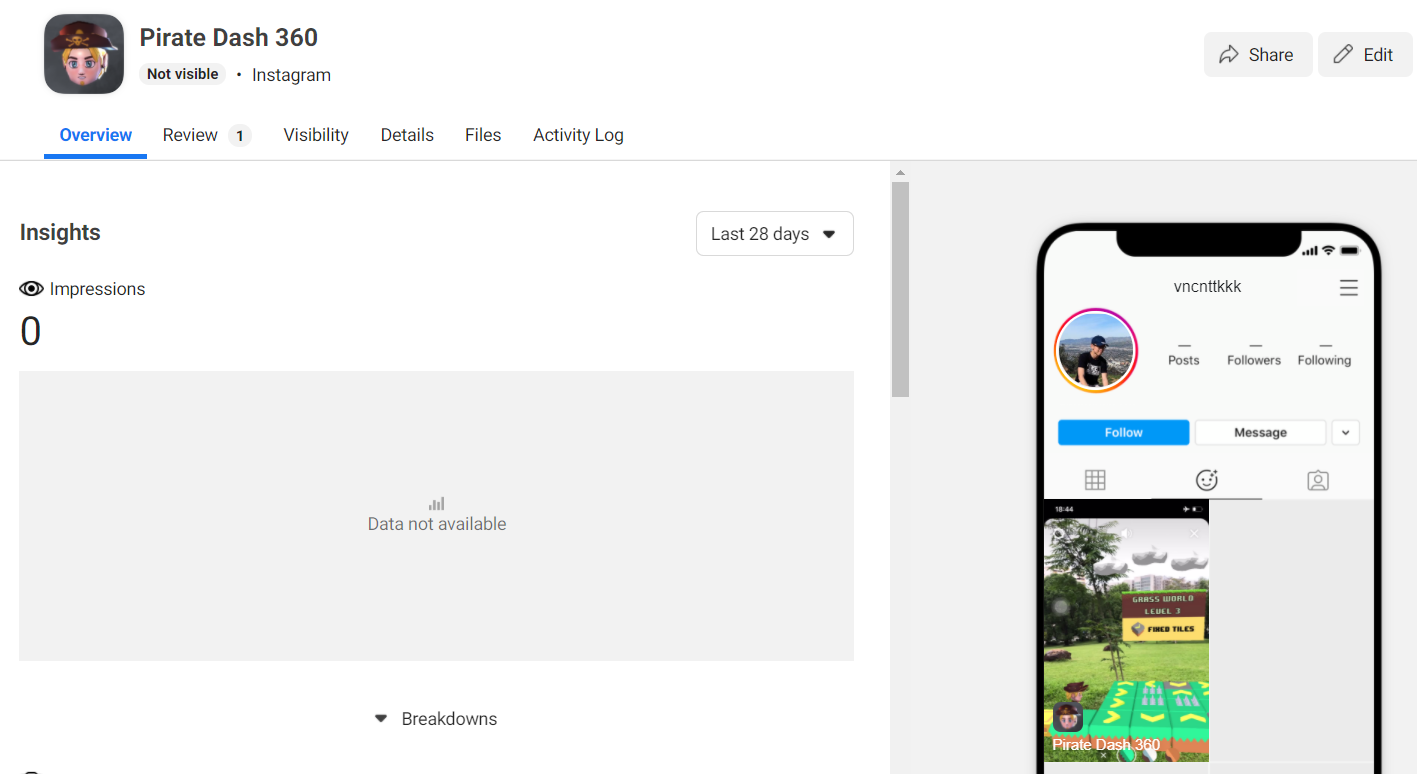 Pirate Dash 360
Not visible • Instagram
Share
Edit
Overview
Review 1
Visibility
Details
Files
Activity Log
Insights
Last 28 days
Impressions
0
Data not available
Breakdowns
vncnttkkk
Posts
Followers
Following
Follow
Message
18:44
GRASS WORLD
LEVEL 3
FIXED TILES
Pirate Dash 360